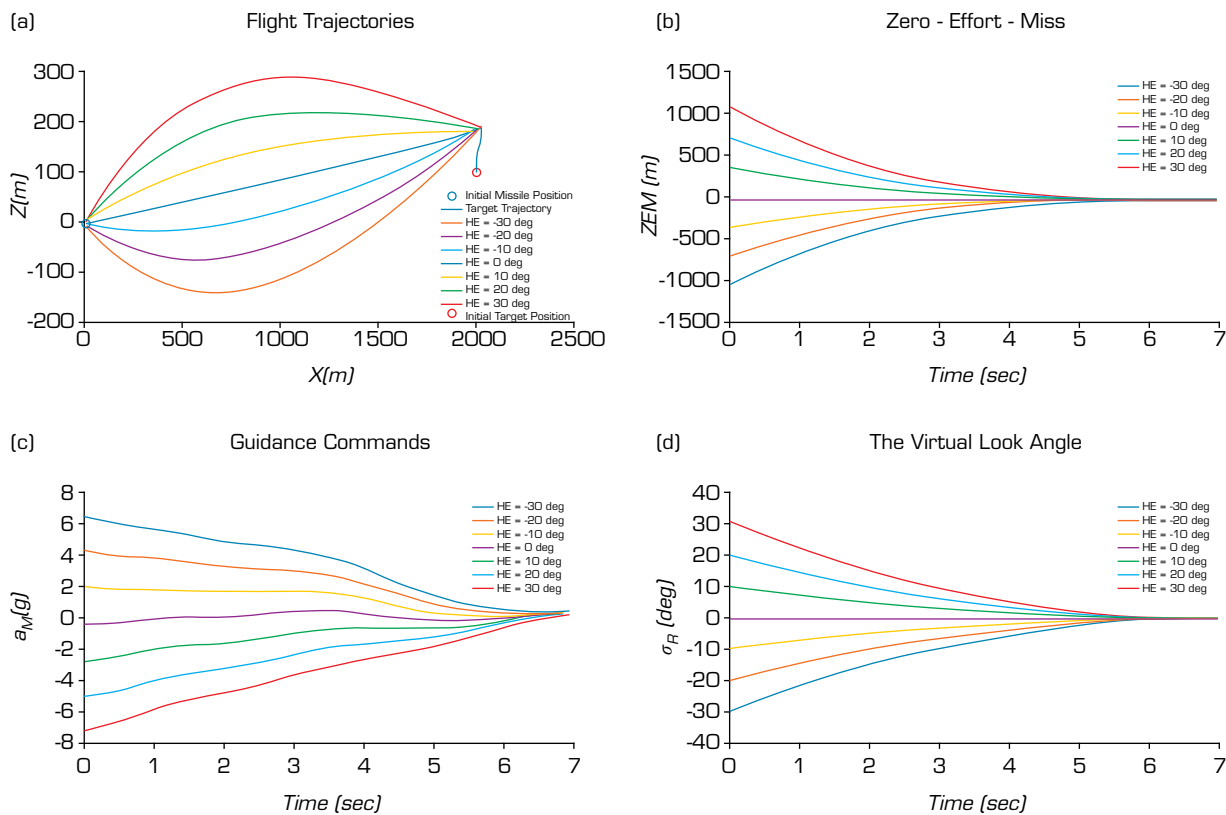 (a)
Flight Trajectories
300
200
100
0
-100
-200
Z(m)
0
500
1000
1500
2000
2500
X(m)
Initial Missile Position
Target Trajectory
HE = -30 deg
HE = -20 deg
HE = -10 deg
HE = 0 deg
HE = 10 deg
HE = 20 deg
HE = 30 deg
Initial Target Position
(b)
Zero - Effort - Miss
1500
1000
500
0
-500
-1000
-1500
ZEM (m)
0
1
2
3
4
5
6
7
Time (sec)
HE = -30 deg
HE = -20 deg
HE = -10 deg
HE = 0 deg
HE = 10 deg
HE = 20 deg
HE = 30 deg
(c)
Guidance Commands
8
6
4
2
0
-2
-4
-6
-8
a_M(g)
0
1
2
3
4
5
6
7
Time (sec)
HE = -30 deg
HE = -20 deg
HE = -10 deg
HE = 0 deg
HE = 10 deg
HE = 20 deg
HE = 30 deg
(d)
The Virtual Look Angle
40
30
20
10
0
-10
-20
-30
-40
σ_R (deg)
0
1
2
3
4
5
6
7
Time (sec)
HE = -30 deg
HE = -20 deg
HE = -10 deg
HE = 0 deg
HE = 10 deg
HE = 20 deg
HE = 30 deg